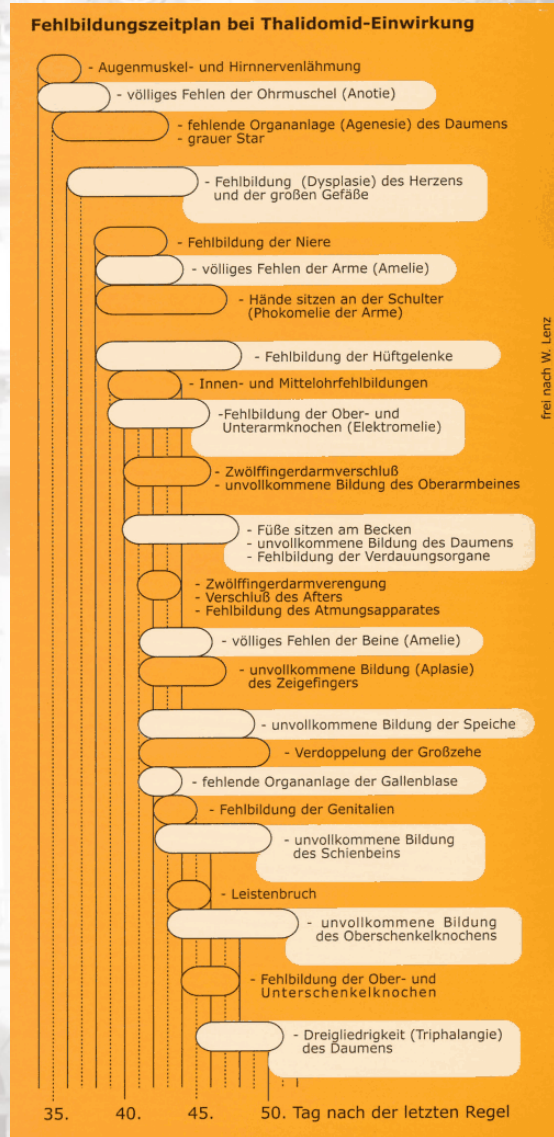 Fehlbildungszeitplan bei Thalidomid-Einwirkung
- Augenmuskel- und Hirnnervenlähmung
- völliges Fehlen der Ohrmuschel (Anotie)
- fehlende Organanlage (Agenesie) des Daumens
- grauer Star
- Fehlbildung (Dysplasie) des Herzens
und der großen Gefäße
- Fehlbildung der Niere
- völliges Fehlen der Arme (Amelie)
- Hände sitzen an der Schulter
(Phokomelie der Arme)
- Fehlbildung der Hüftgelenke
- Innen- und Mittelohrfehlbildungen
-Fehlbildung der Ober- und
Unterarmknochen (Elektromelie)
- Zwölffingerdarmverschluß
- unvollkommene Bildung des Oberarmbeines
- Füße sitzen am Becken
- unvollkommene Bildung des Daumens
- Fehlbildung der Verdauungsorgane
- Zwölffingerdarmverengung
- Verschluß des Afters
- Fehlbildung des Atmungsapparates
- völliges Fehlen der Beine (Amelie)
- unvollkommene Bildung (Aplasie)
des Zeigefingers
- unvollkommene Bildung der Speiche
- Verdoppelung der Großzehe
- fehlende Organanlage der Gallenblase
- Fehlbildung der Genitalien
- unvollkommene Bildung
des Schienbeins
- Leistenbruch
- unvollkommene Bildung
des Oberschenkelknochens
- Fehlbildung der Ober- und
Unterschenkelknochen
- Dreigliedrigkeit (Triphalangie)
des Daumens
35. 40. 45. 50. Tag nach der letzten Regel
frei nach W. Lenz